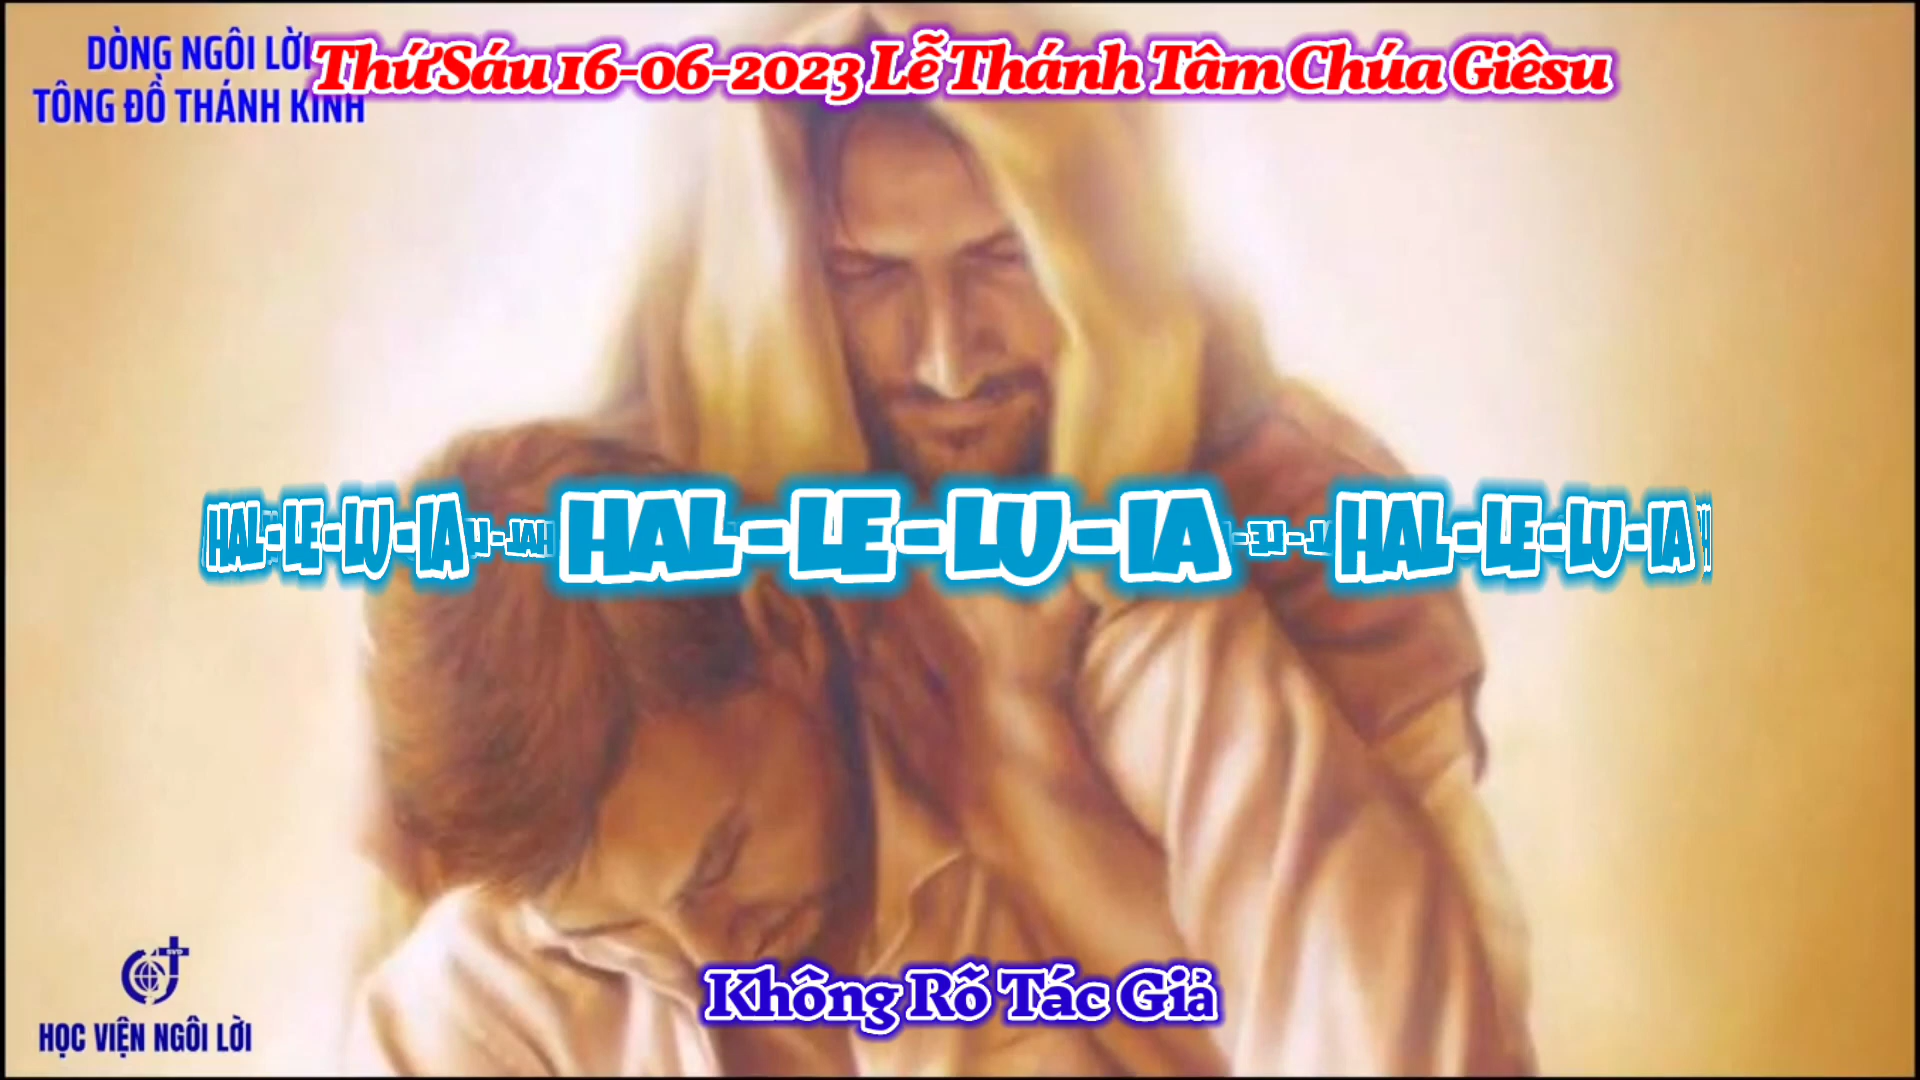 DÒNG NGÔI LỜI
TÔNG ĐỒ THÁNH KINH
Thứ Sáu 16-06-2023 Lễ Thánh Tâm Chúa Giêsu
HAL - LE - LU - IA HAL - LE - LU - IA HAL - LE - LU - IA
Không Rõ Tác Giả
SVD
HỌC VIỆN NGÔI LỜI